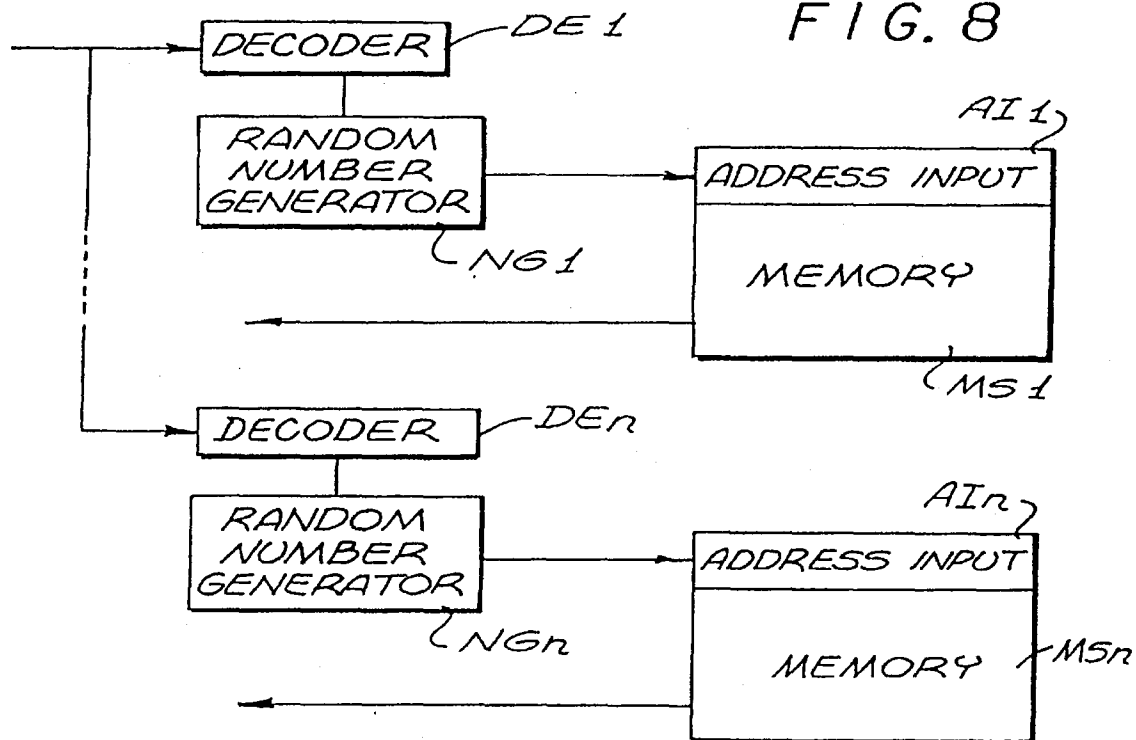 FIG. 8
DECODER
DE 1
RANDOM
NUMBER
GENERATOR
NG 1
AI 1
ADDRESS INPUT
MEMORY
MS 1
DECODER
DEn
RANDOM
NUMBER
GENERATOR
NGn
AIn
ADDRESS INPUT
MEMORY
MSn